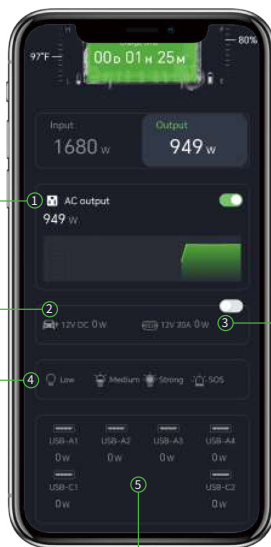 80%
97°F
00D 01H 25M
L
E
Input
Output
1680 w
949 w
① AC output
949 w
②
12V DC 0w
12V 30A 0w
③
④ Low
Medium
Strong
SOS
USB-A1
USB-A2
USB-A3
USB-A4
0w
0w
0w
0w
USB-C1
⑤
USB-C2
0w
0w